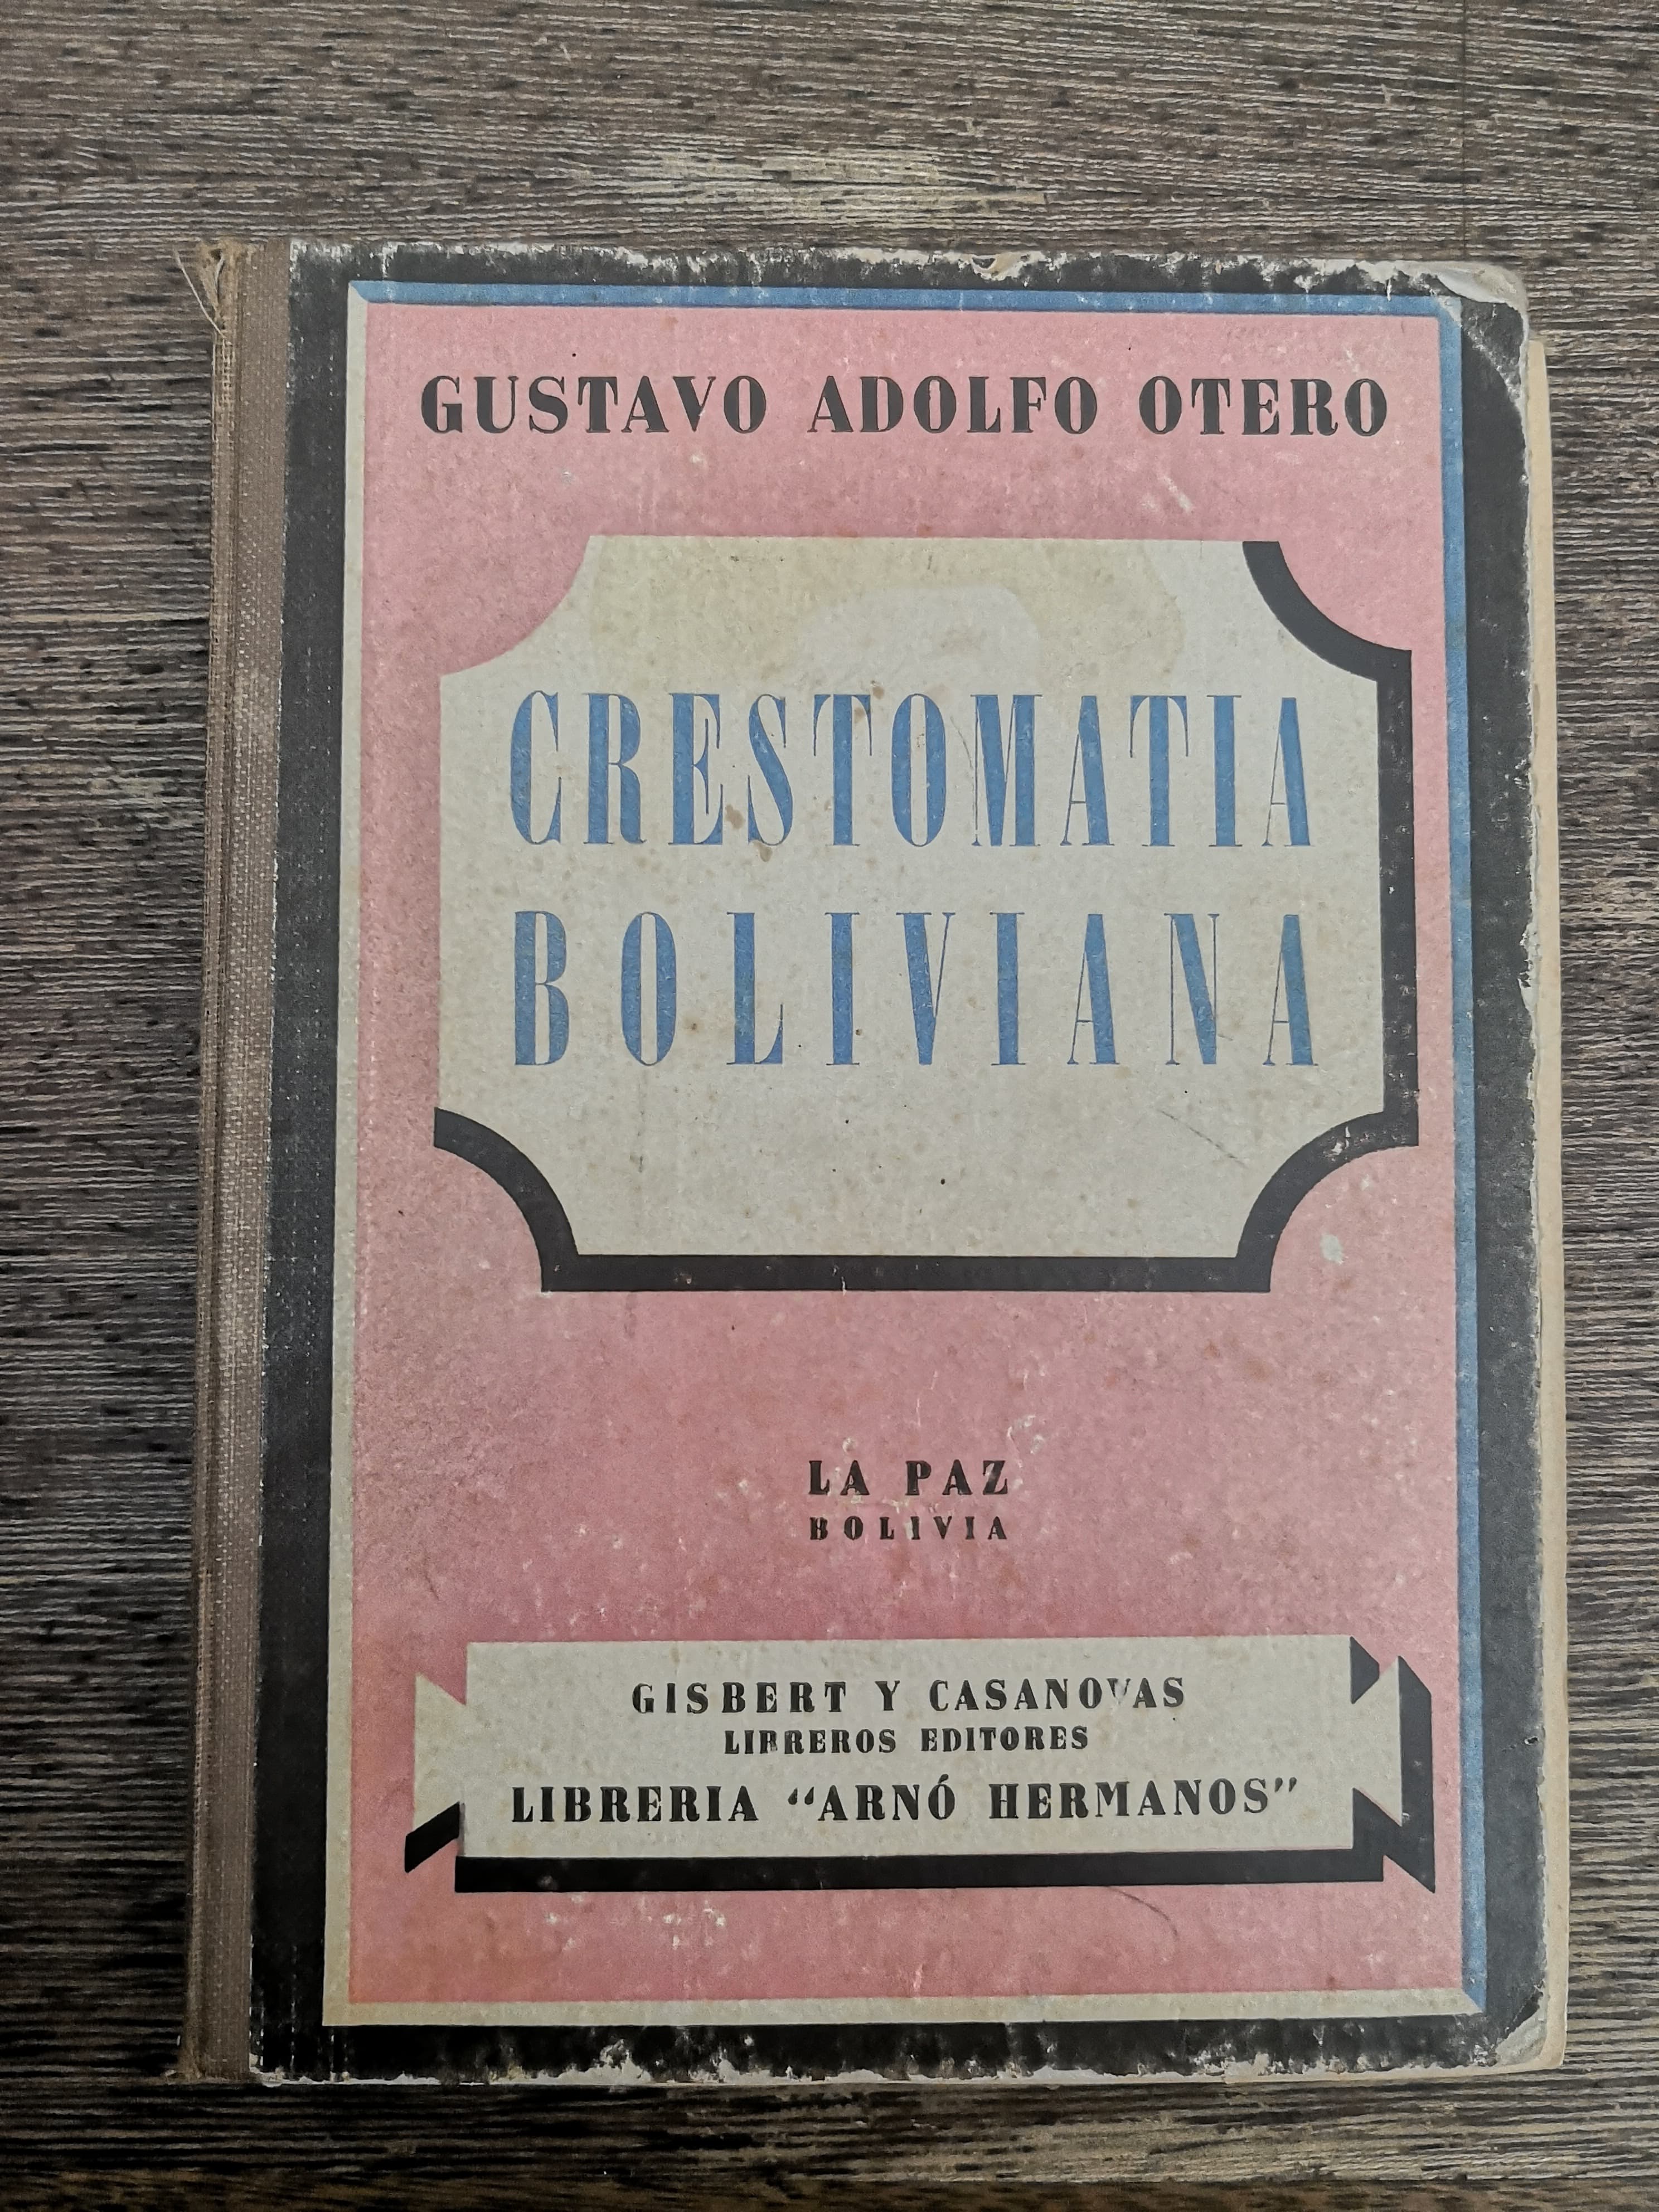 GUSTAVO ADOLFO OTERO
CRESTOMATIA
BOLIVIANA
LA PAZ
BOLIVIA
GISBERT Y CASANOVAS
LIBREROS EDITORES
LIBRERIA “ARNÓ HERMANOS”